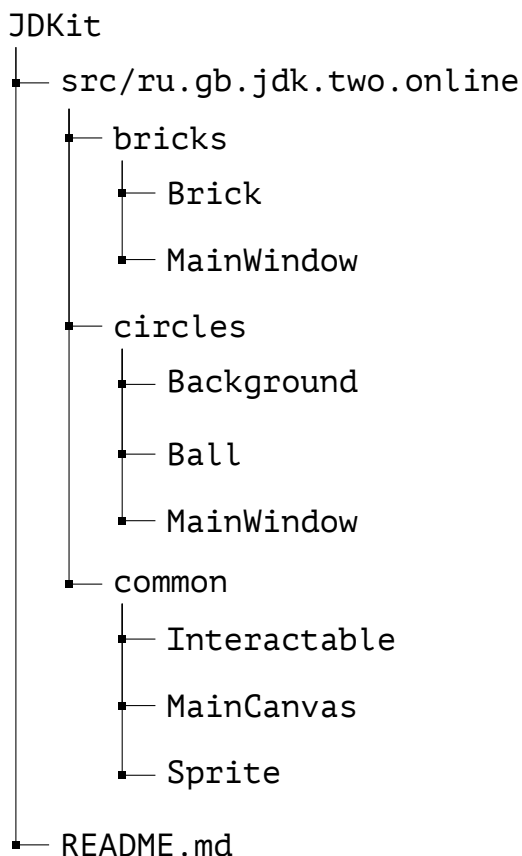 JDKit
src/ru.gb.jdk.two.online
bricks
Brick
MainWindow
circles
Background
Ball
MainWindow
common
Interactable
MainCanvas
Sprite
README.md